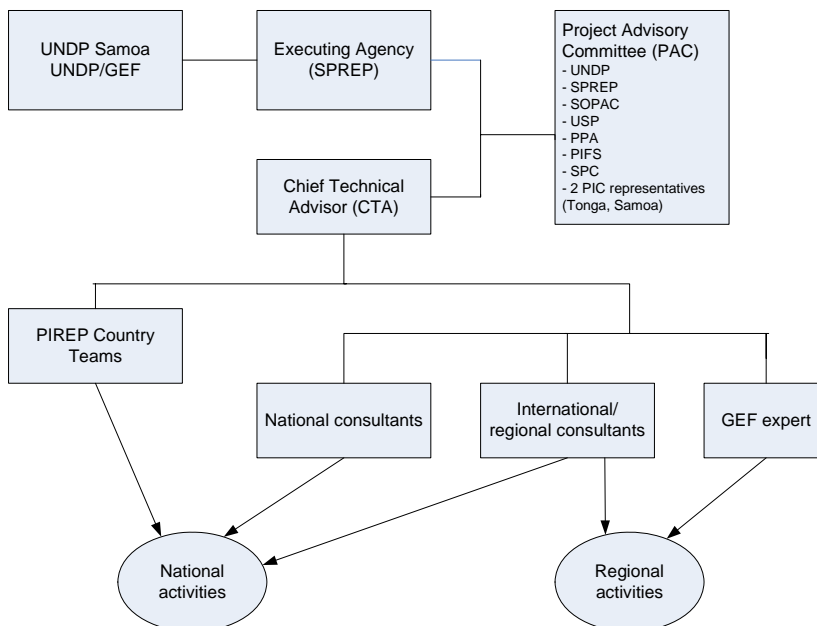 UNDP Samoa
UNDP/GEF
Executing Agency
(SPREP)
Project Advisory
Committee (PAC)
- UNDP
- SPREP
- SOPAC
- USP
- PPA
- PIFS
- SPC
- 2 PIC representatives
(Tonga, Samoa)
Chief Technical
Advisor (CTA)
PIREP Country
Teams
National consultants
International/
regional consultants
GEF expert
National
activities
Regional
activities